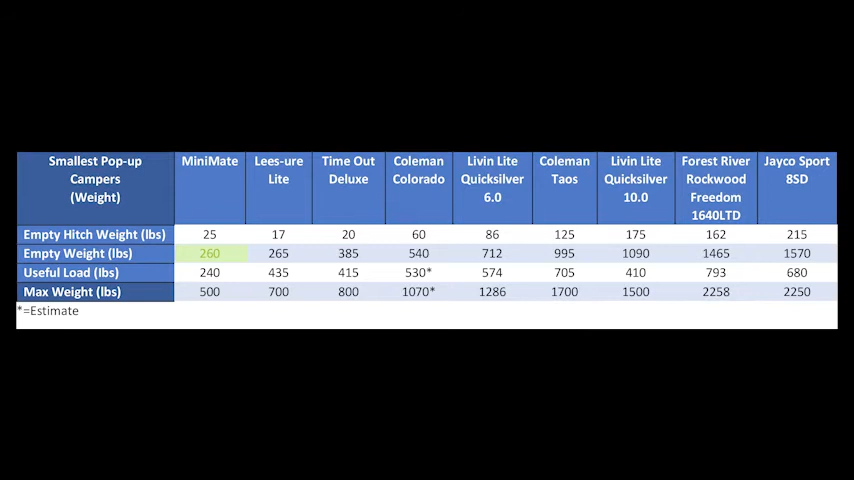 Smallest Pop-up Campers (Weight) MiniMate Lees-ure Lite Time Out Deluxe Coleman Colorado Livin Lite Quicksilver 6.0 Coleman Taos Livin Lite Quicksilver 10.0 Forest River Rockwood Freedom 1640LTD Jayco Sport 8SD
Empty Hitch Weight (lbs) 25 17 20 60 86 125 175 162 215
Empty Weight (lbs) 260 265 385 540 712 995 1090 1465 1570
Useful Load (lbs) 240 435 415 530* 574 705 410 793 680
Max Weight (lbs) 500 700 800 1070* 1286 1700 1500 2258 2250
*=Estimate